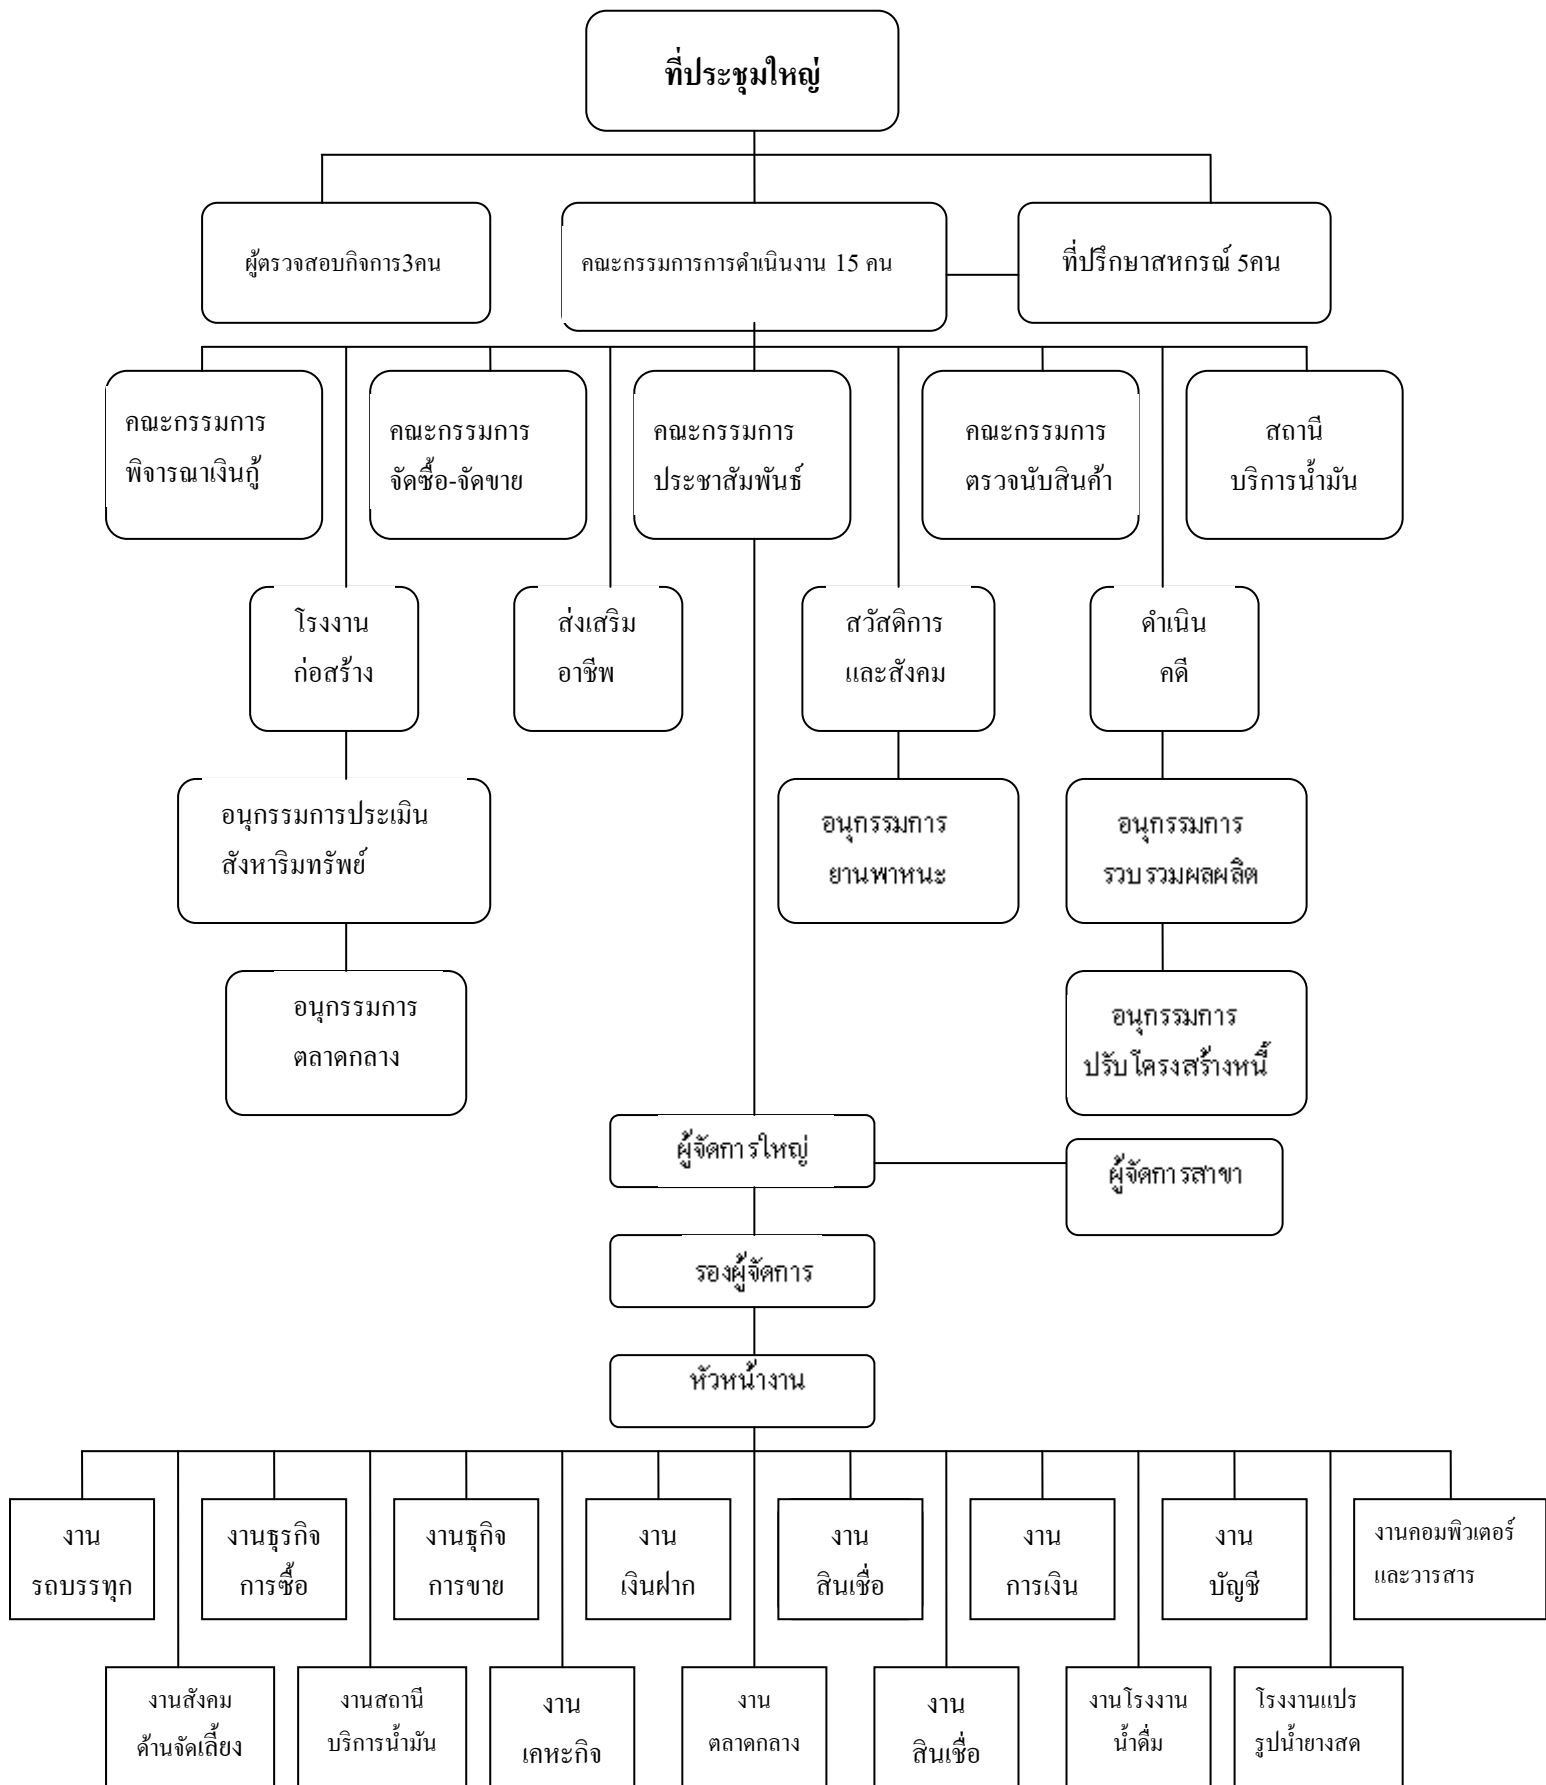 ที่ประชุมใหญ่
ผู้ตรวจสอบกิจการ3คน
คณะกรรมการการดำเนินงาน 15 คน
ที่ปรึกษาสหกรณ์ 5คน
คณะกรรมการ
พิจารณาเงินกู้
คณะกรรมการ
จัดซื้อ-จัดขาย
คณะกรรมการ
ประชาสัมพันธ์
คณะกรรมการ
ตรวจนับสินค้า
สถานี
บริการน้ำมัน
โรงงาน
ก่อสร้าง
ส่งเสริม
อาชีพ
สวัสดิการ
และสังคม
ดำเนิน
คดี
อนุกรรมการประเมิน
สังหาริมทรัพย์
อนุกรรมการ
ยานพาหนะ
อนุกรรมการ
รวบรวมผลผลิต
อนุกรรมการ
ตลาดกลาง
อนุกรรมการ
ปรับโครงสร้างหนี้
ผู้จัดการใหญ่
ผู้จัดการสาขา
รองผู้จัดการ
หัวหน้างาน
งาน
รถบรรทุก
งานธุรกิจ
การซื้อ
งานธุกิจ
การขาย
งาน
เงินฝาก
งาน
สินเชื่อ
งาน
การเงิน
งาน
บัญชี
งานคอมพิวเตอร์
และวารสาร
งานสังคม
ด้านจัดเลี้ยง
งานสถานี
บริการน้ำมัน
งาน
เคหะกิจ
งาน
ตลาดกลาง
งาน
สินเชื่อ
งานโรงงาน
น้ำดื่ม
โรงงานแปร
รูปน้ำยางสด